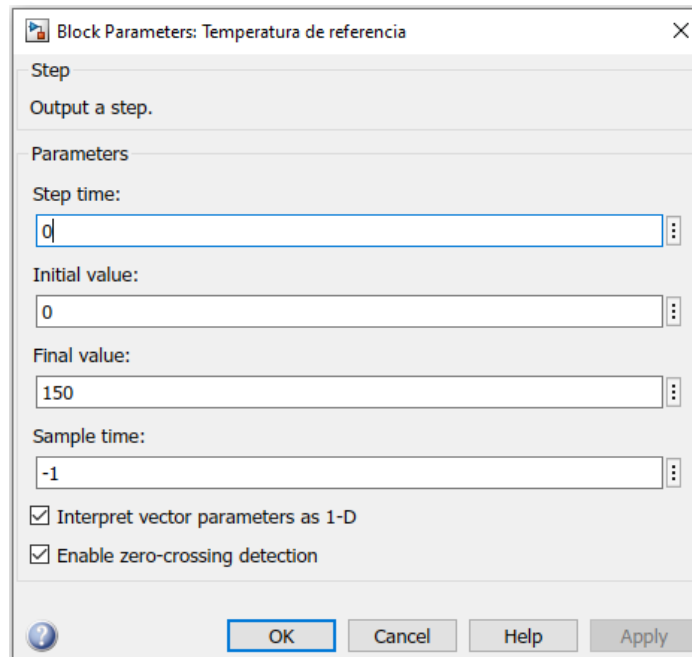 Block Parameters: Temperatura de referencia
Step
Output a step.
Parameters
Step time:
0
Initial value:
0
Final value:
150
Sample time:
-1
Interpret vector parameters as 1-D
Enable zero-crossing detection
OK Cancel Help Apply